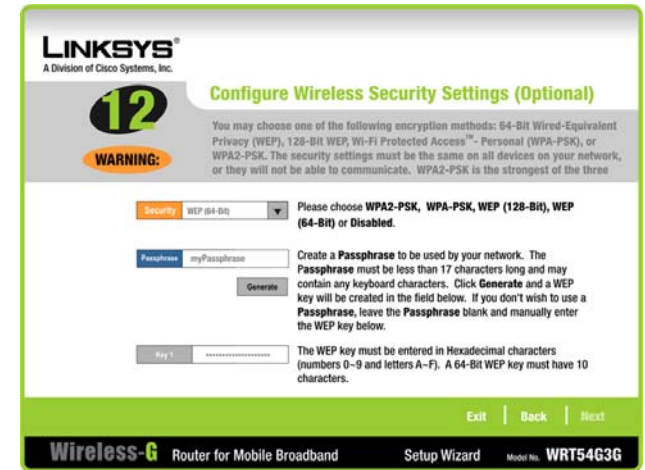 LINKSYS®
A Division of Cisco Systems, Inc.
12
Configure Wireless Security Settings (Optional)
WARNING:
You may choose one of the following encryption methods: 64-Bit Wired-Equivalent
Privacy (WEP), 128-Bit WEP, Wi-Fi Protected Access™- Personal (WPA-PSK), or
WPA2-PSK. The security settings must be the same on all devices on your network,
or they will not be able to communicate. WPA2-PSK is the strongest of the three
Security WEP (64-Bit)
Please choose WPA2-PSK, WPA-PSK, WEP (128-Bit), WEP
(64-Bit) or Disabled.
Passphrase myPassphrase
Generate
Create a Passphrase to be used by your network. The
Passphrase must be less than 17 characters long and may
contain any keyboard characters. Click Generate and a WEP
key will be created in the field below. If you don't wish to use a
Passphrase, leave the Passphrase blank and manually enter
the WEP key below.
Key 1 ********************
The WEP key must be entered in Hexadecimal characters
(numbers 0~9 and letters A~F). A 64-Bit WEP key must have 10
characters.
Exit | Back | Next
Wireless-G Router for Mobile Broadband Setup Wizard Model No. WRT54G3G